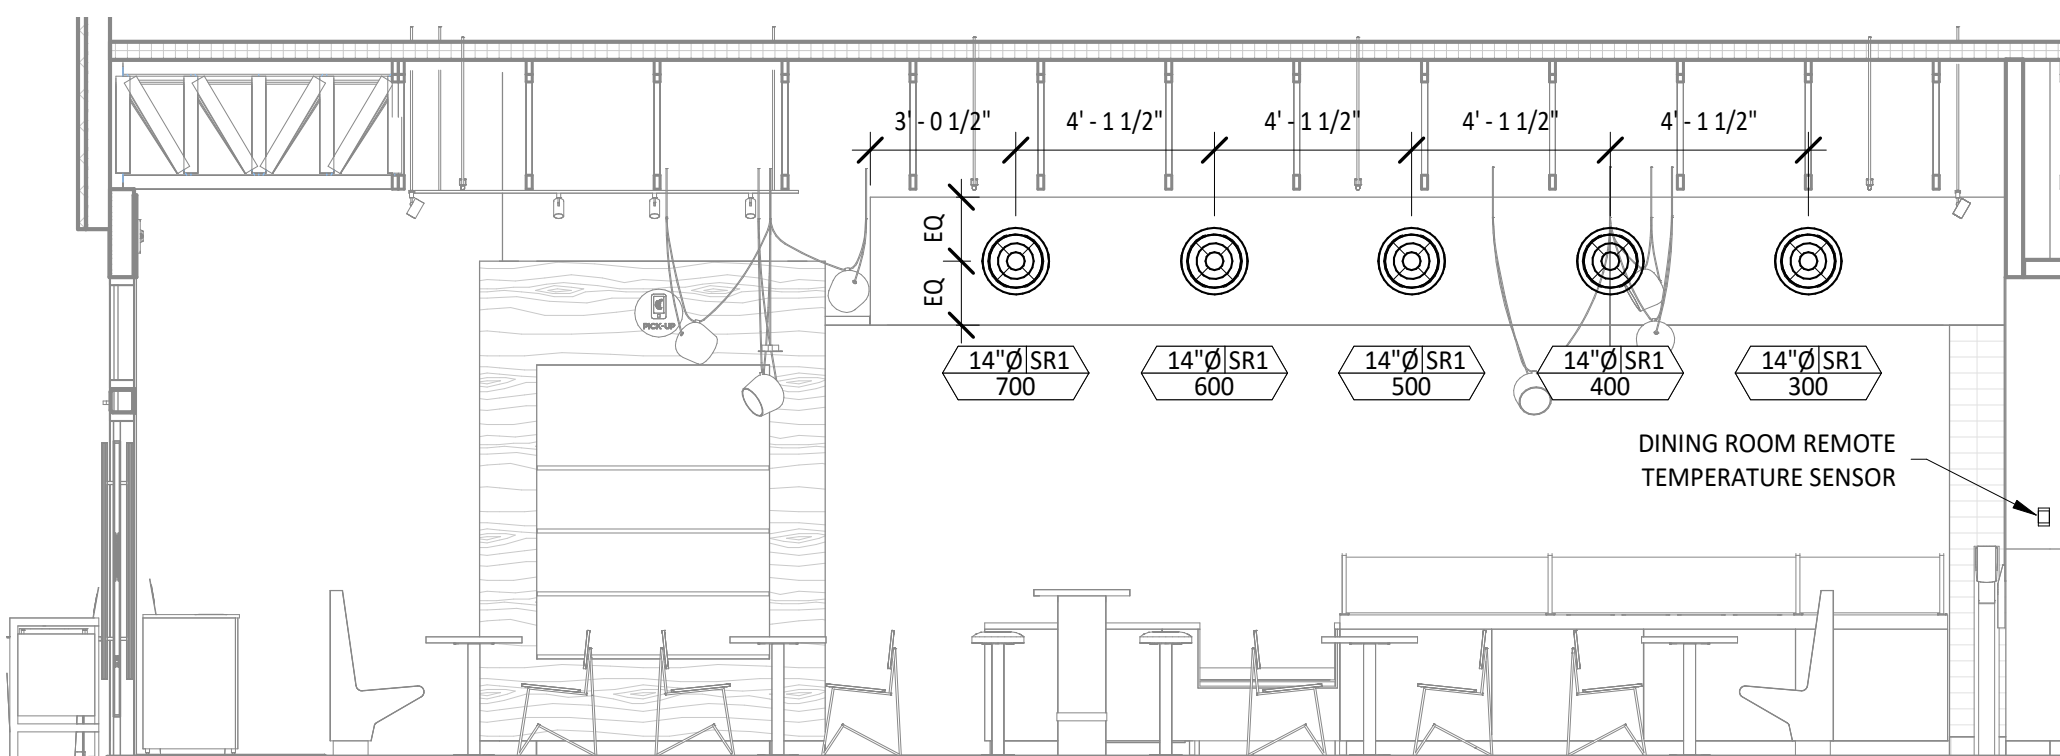 3' - 0 1/2" 4' - 1 1/2" 4' - 1 1/2" 4' - 1 1/2" 4' - 1 1/2"
EQ
EQ
PICK-UP
14"Ø SR1 14"Ø SR1 14"Ø SR1 14"Ø SR1 14"Ø SR1
700 600 500 400 300
DINING ROOM REMOTE
TEMPERATURE SENSOR